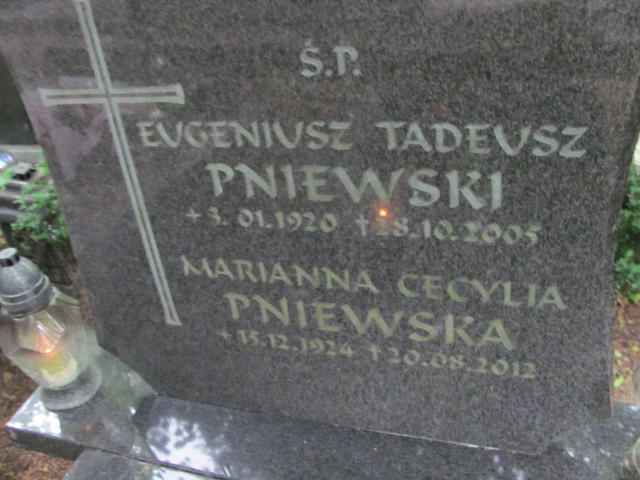 Ś.P.
EUGENIUSZ TADEUSZ
PNIEWSKI
+ 3.01.1920 † 28.10.2005
MARIANNA CECYLIA
PNIEWSKA
+ 15.12.1924 † 20.08.2012